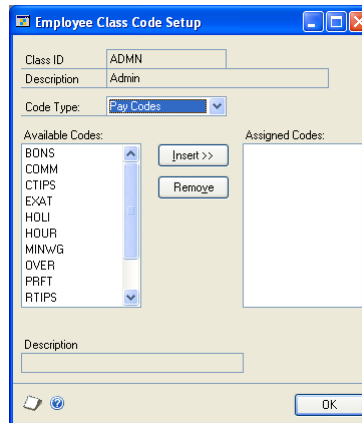 Employee Class Code Setup
Class ID ADMN
Description Admin
Code Type: Pay Codes
Available Codes:
Assigned Codes:
BONS
COMM
CTIPS
EXAT
HOLI
HOUR
MINWG
OVER
PRFT
RTIPS
Insert >>
Remove
Description
OK